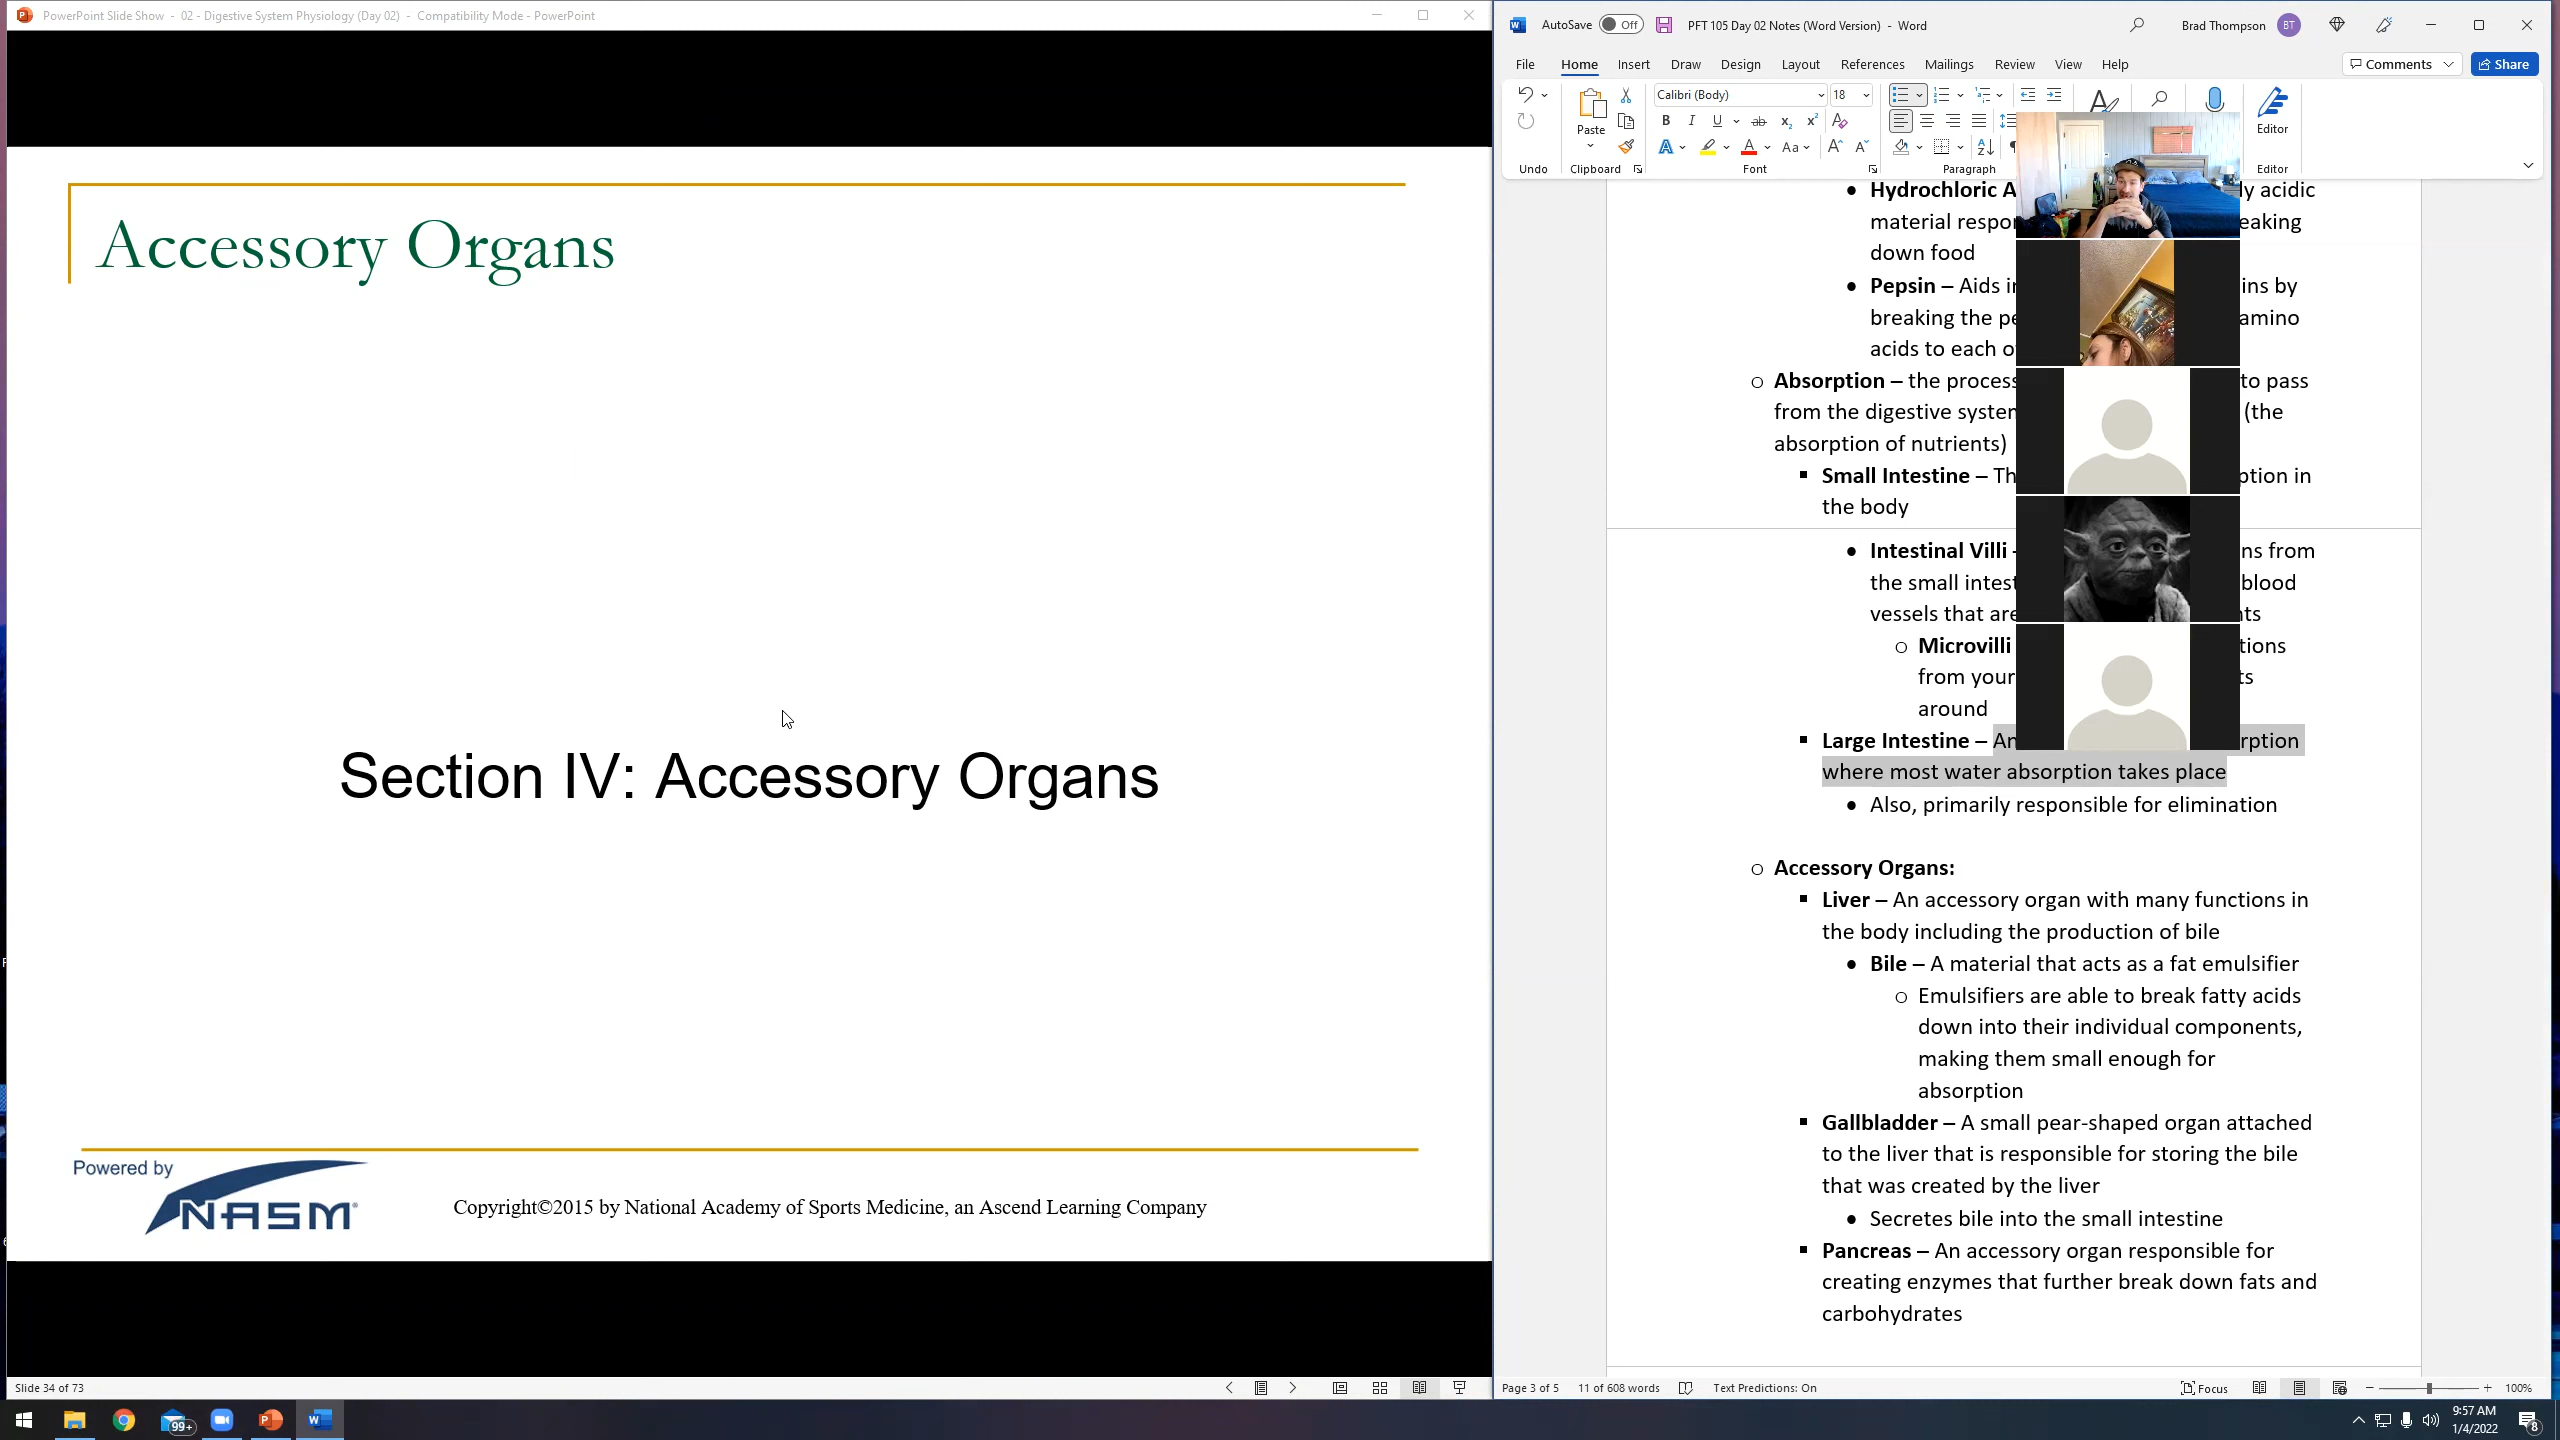 PowerPoint Slide Show - 02 - Digestive System Physiology (Day 02) - Compatibility Mode - PowerPoint
Accessory Organs
Section IV: Accessory Organs
Powered by
NASM
Copyright©2015 by National Academy of Sports Medicine, an Ascend Learning Company
Slide 34 of 73
AutoSave Off PFT 105 Day 02 Notes (Word Version) - Word Brad Thompson BT
File Home Insert Draw Design Layout References Mailings Review View Help Comments Share
Calibri (Body) 18
Paste Editor
Undo Clipboard Font Paragraph Editor
Hydrochloric A ly acidic
material respon eaking
down food
Pepsin – Aids in ins by
breaking the pe amino
acids to each o
Absorption – the process to pass
from the digestive system (the
absorption of nutrients)
Small Intestine – Th ption in
the body
Intestinal Villi ns from
the small intest blood
vessels that are ts
Microvilli tions
from your ts
around
Large Intestine – An rption
where most water absorption takes place
Also, primarily responsible for elimination
Accessory Organs:
Liver – An accessory organ with many functions in
the body including the production of bile
Bile – A material that acts as a fat emulsifier
Emulsifiers are able to break fatty acids
down into their individual components,
making them small enough for
absorption
Gallbladder – A small pear-shaped organ attached
to the liver that is responsible for storing the bile
that was created by the liver
Secretes bile into the small intestine
Pancreas – An accessory organ responsible for
creating enzymes that further break down fats and
carbohydrates
Page 3 of 5 11 of 608 words Text Predictions: On Focus 100%
99+
9:57 AM
1/4/2022
8